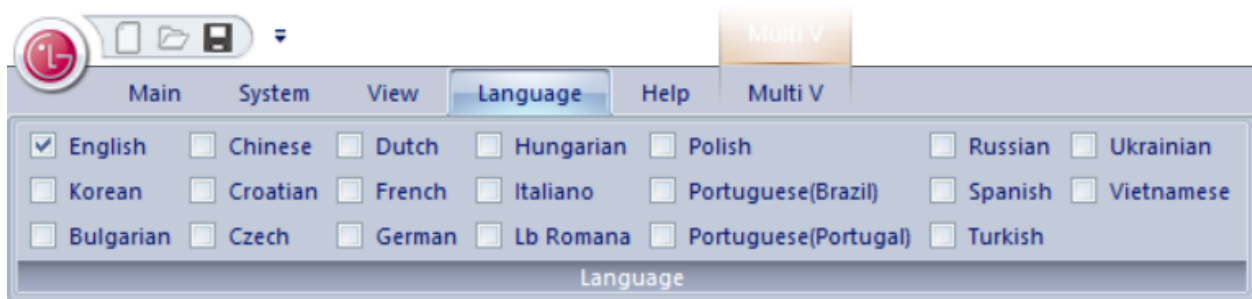 Multi V
Main System View Language Help Multi V
English Chinese Dutch Hungarian Polish Russian Ukrainian
Korean Croatian French Italiano Portuguese(Brazil) Spanish Vietnamese
Bulgarian Czech German Lb Romana Portuguese(Portugal) Turkish
Language